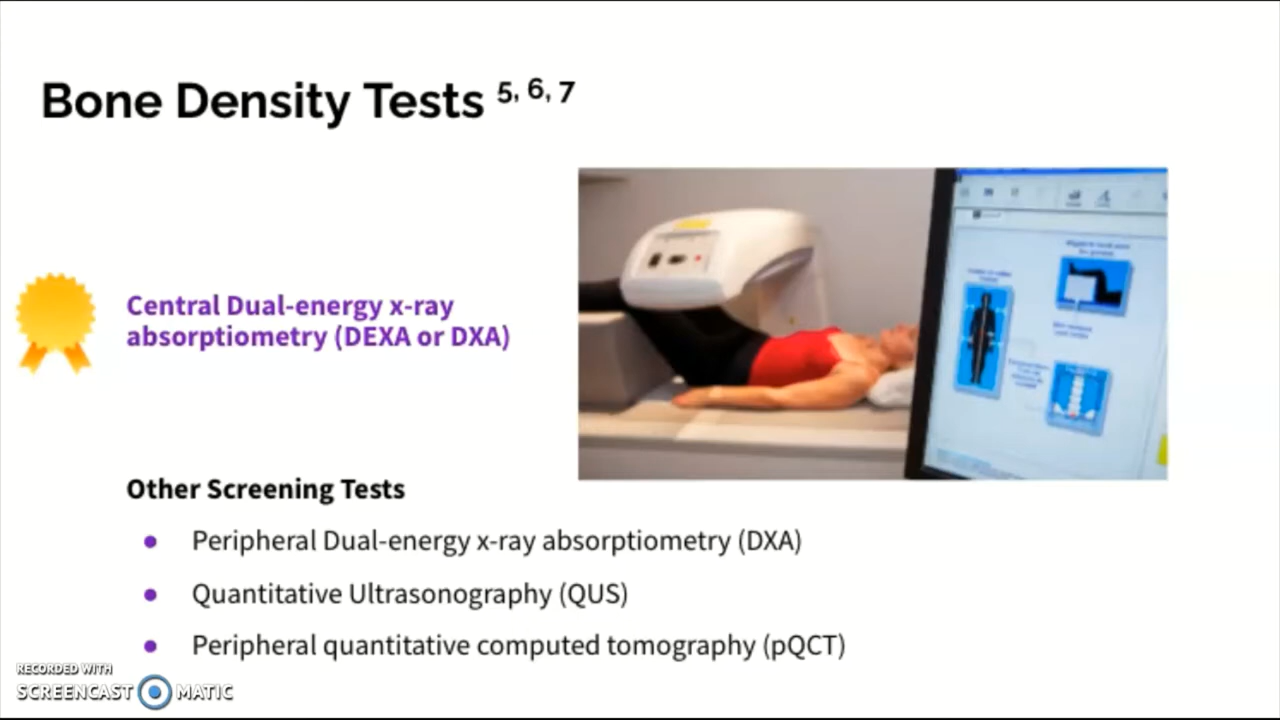 Bone Density Tests 5, 6, 7
Central Dual-energy x-ray
absorptiometry (DEXA or DXA)
Other Screening Tests
● Peripheral Dual-energy x-ray absorptiometry (DXA)
● Quantitative Ultrasonography (QUS)
● Peripheral quantitative computed tomography (pQCT)
RECORDED WITH
SCREENCAST MATIC